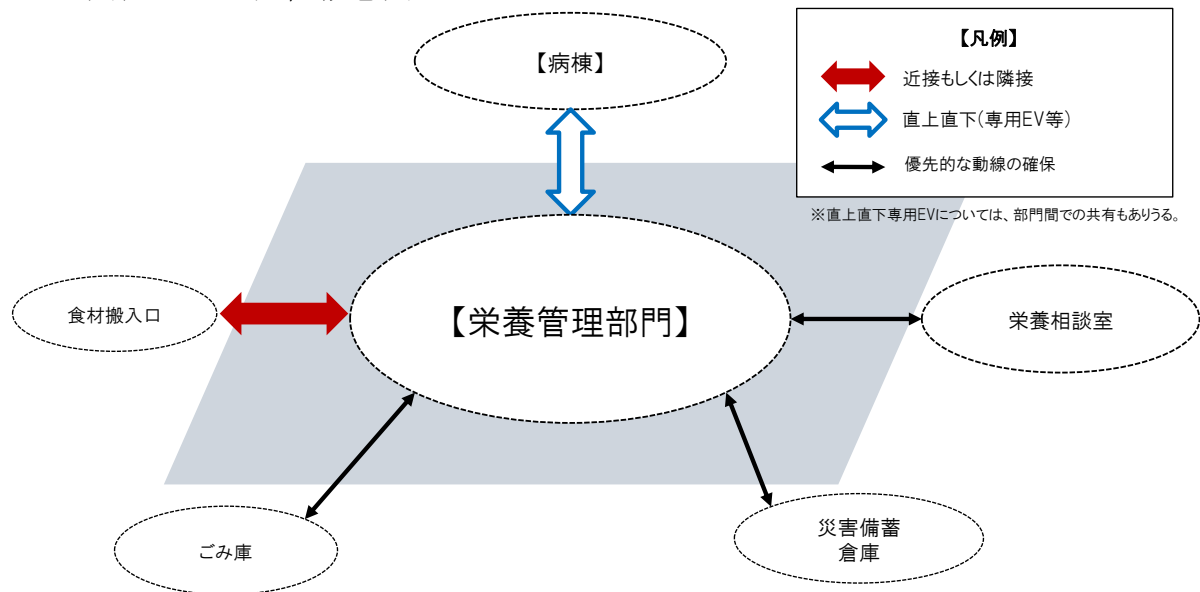 【病棟】
【凡例】
近接もしくは隣接
直上直下(専用EV等)
優先的な動線の確保
※直上直下専用EVについては、部門間での共有もありうる。
食材搬入口
【栄養管理部門】
栄養相談室
ごみ庫
災害備蓄
倉庫